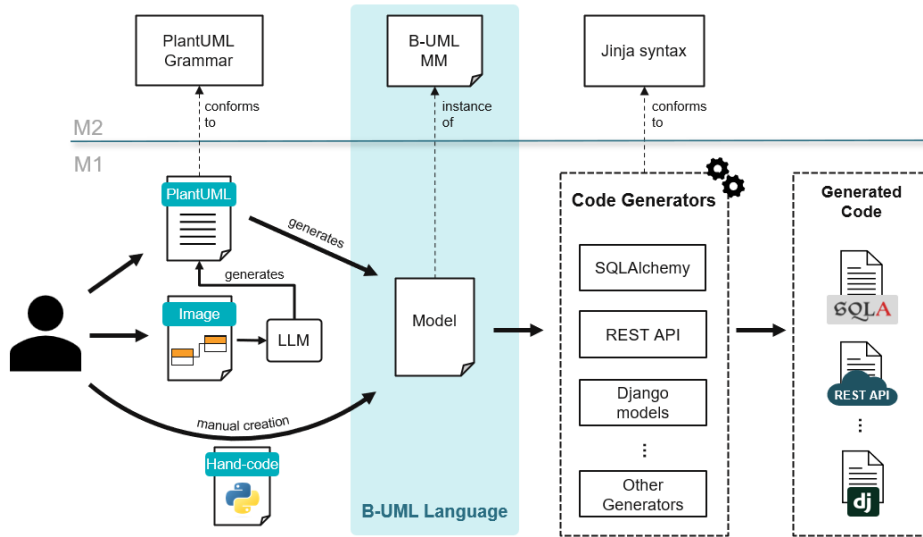 PlantUML
Grammar
B-UML
MM
Jinja syntax
conforms
to
instance
of
conforms
to
M2
M1
PlantUML
generates
generates
Image
LLM
Model
manual creation
Hand-code
B-UML Language
Code Generators
SQLAlchemy
REST API
Django
models
...
Other
Generators
Generated
Code
SQLA
REST API
...
dj